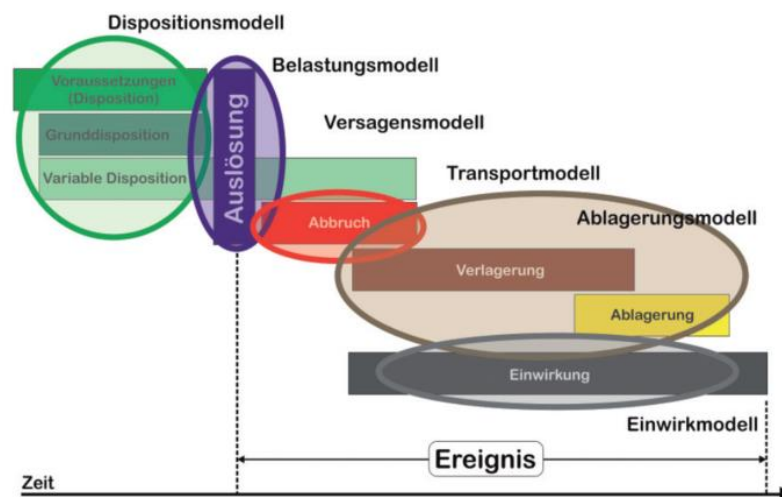 Dispositionsmodell
Belastungsmodell
Voraussetzungen
(Disposition)
Auslösung
Versagensmodell
Grunddisposition
Transportmodell
Variable Disposition
Abbruch
Ablagerungsmodell
Verlagerung
Ablagerung
Einwirkung
Einwirkmodell
Ereignis
Zeit